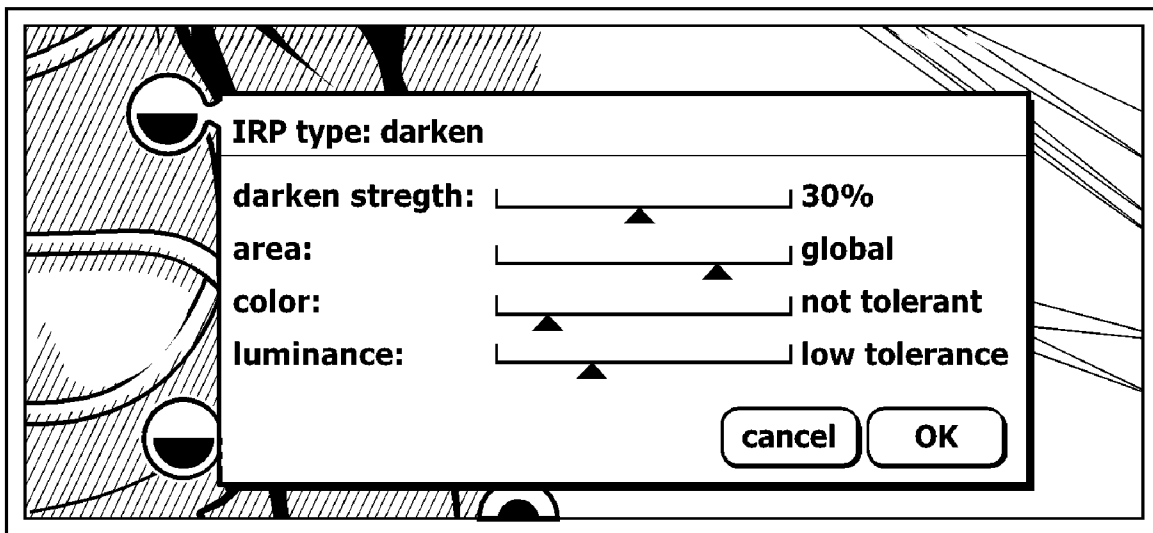 IRP type: darken
darken stregth: 30%
area: global
color: not tolerant
luminance: low tolerance
cancel OK